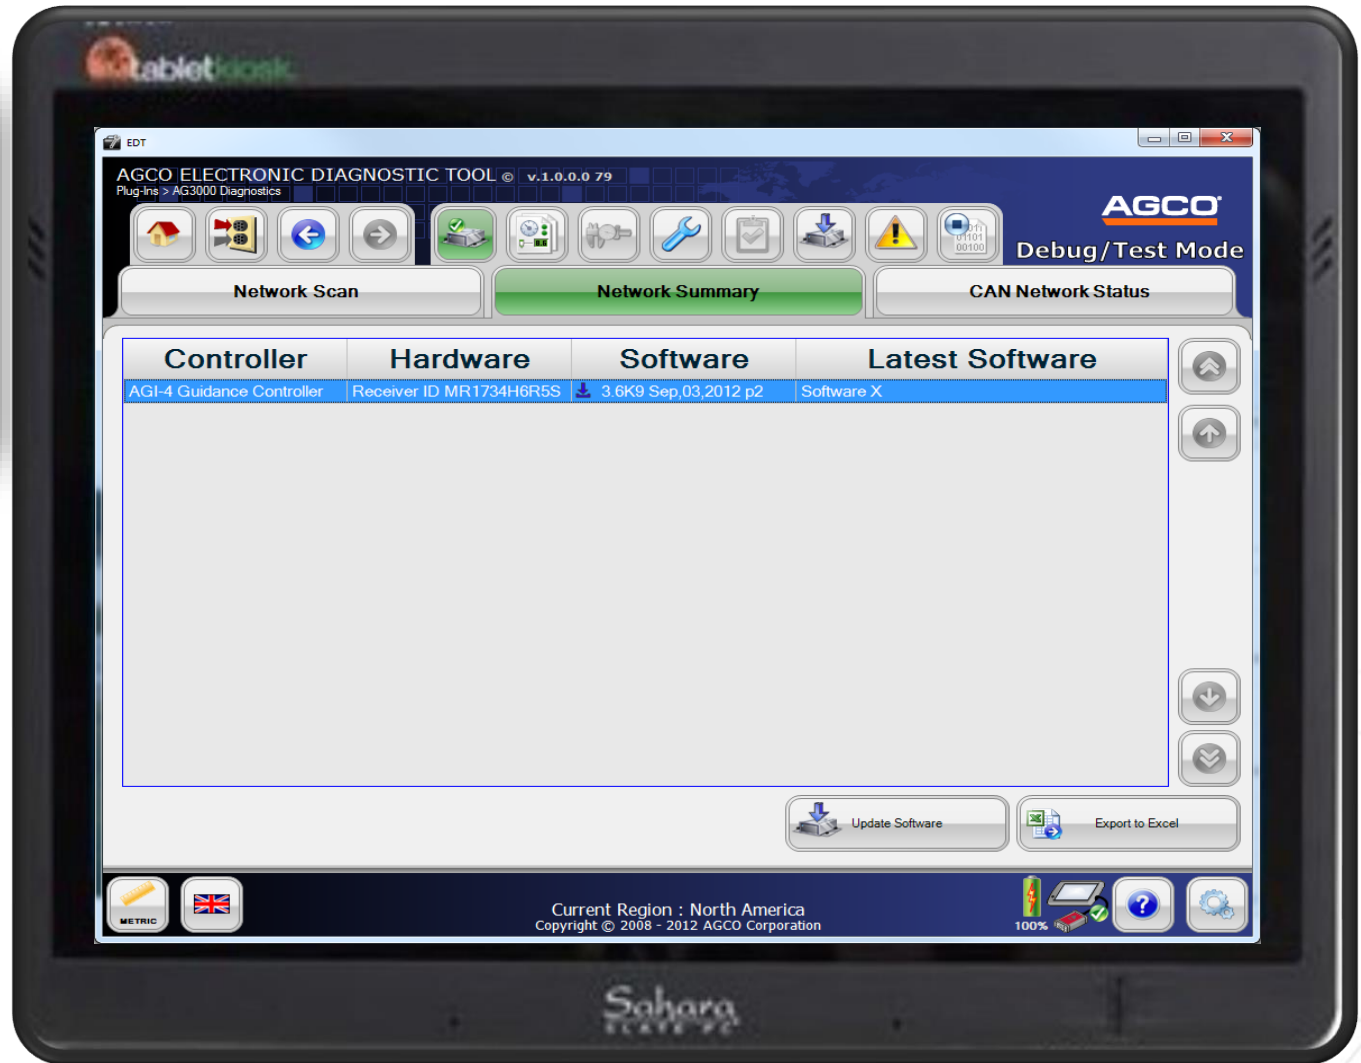 tabletkiosk
EDT
AGCO ELECTRONIC DIAGNOSTIC TOOL © v.1.0.0.0 79
Plug-Ins > AG3000 Diagnostics
AGCO
Debug/Test Mode
Network Scan
Network Summary
CAN Network Status
Controller Hardware Software Latest Software
AGI-4 Guidance Controller Receiver ID MR1734H6R5S 3.6K9 Sep,03,2012 p2 Software X
Update Software
Export to Excel
METRIC
Current Region : North America
Copyright © 2008 - 2012 AGCO Corporation
100%
Sahara
SLATE PC